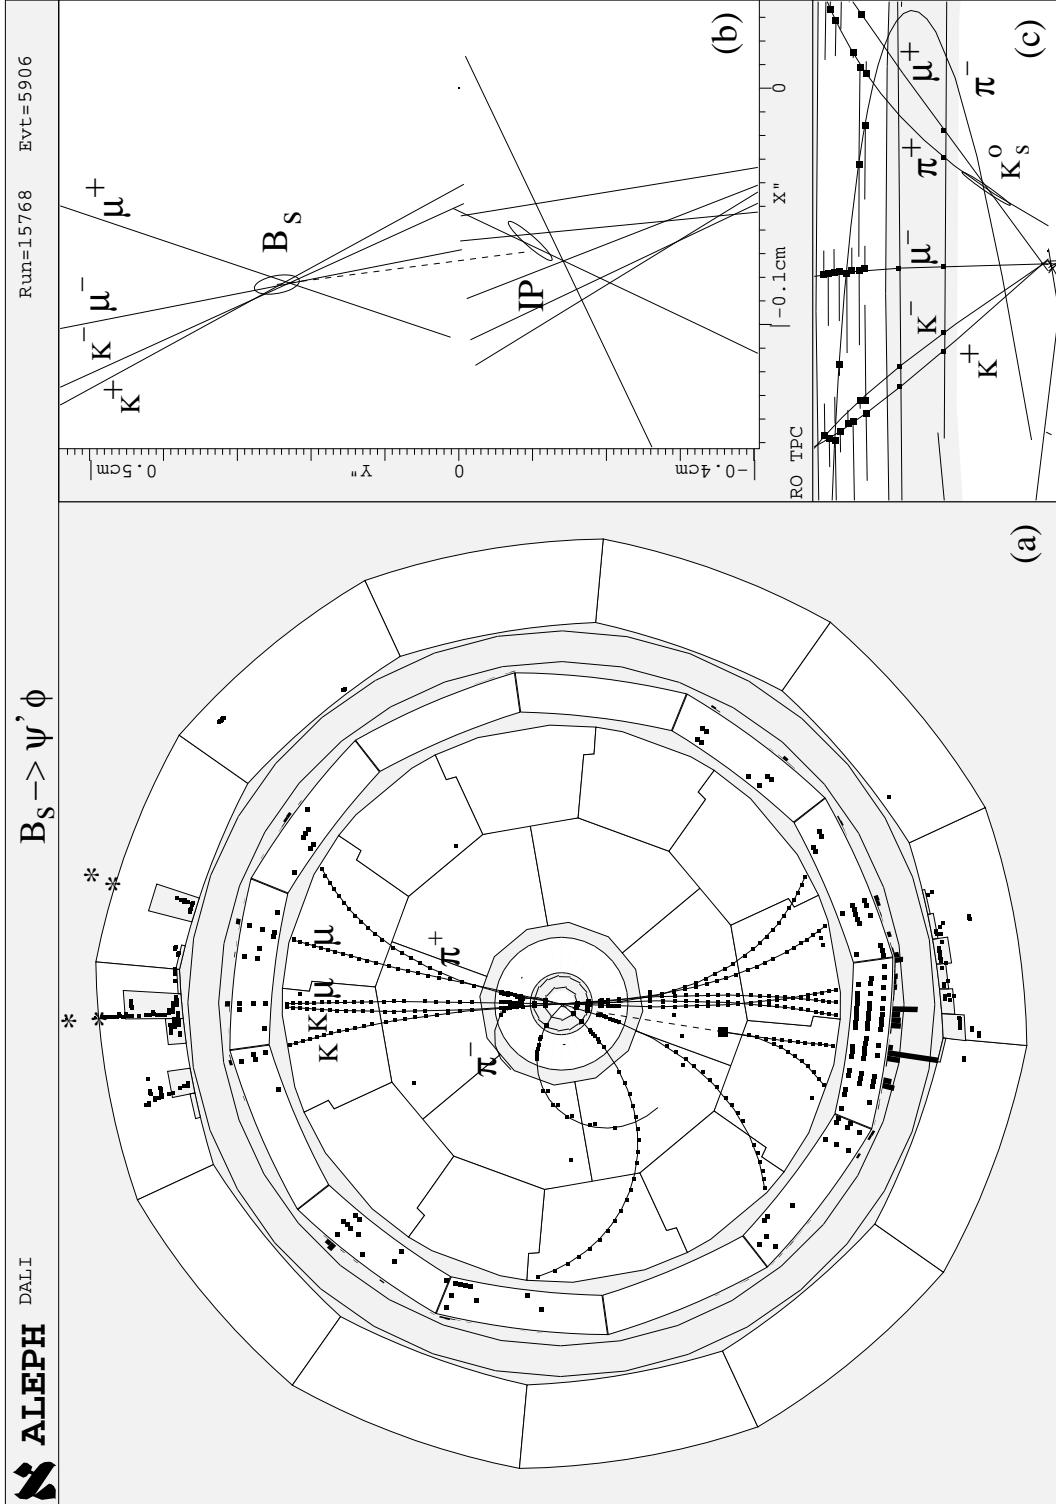 ALEPH DALI
B_S −> ψ' ϕ
Run=15768 Evt=5906
(a)
* *
* *
μ
μ
κ
κ
π⁺
π⁻
(b)
μ⁺
μ⁻
κ⁻
κ⁺
B_S
IP
0.5cm
Y"
0
−0.4cm
−0.1cm
X"
0
RO TPC
(c)
μ⁺
π⁻
π⁺
κ⁰_s
μ⁻
κ⁻
κ⁺